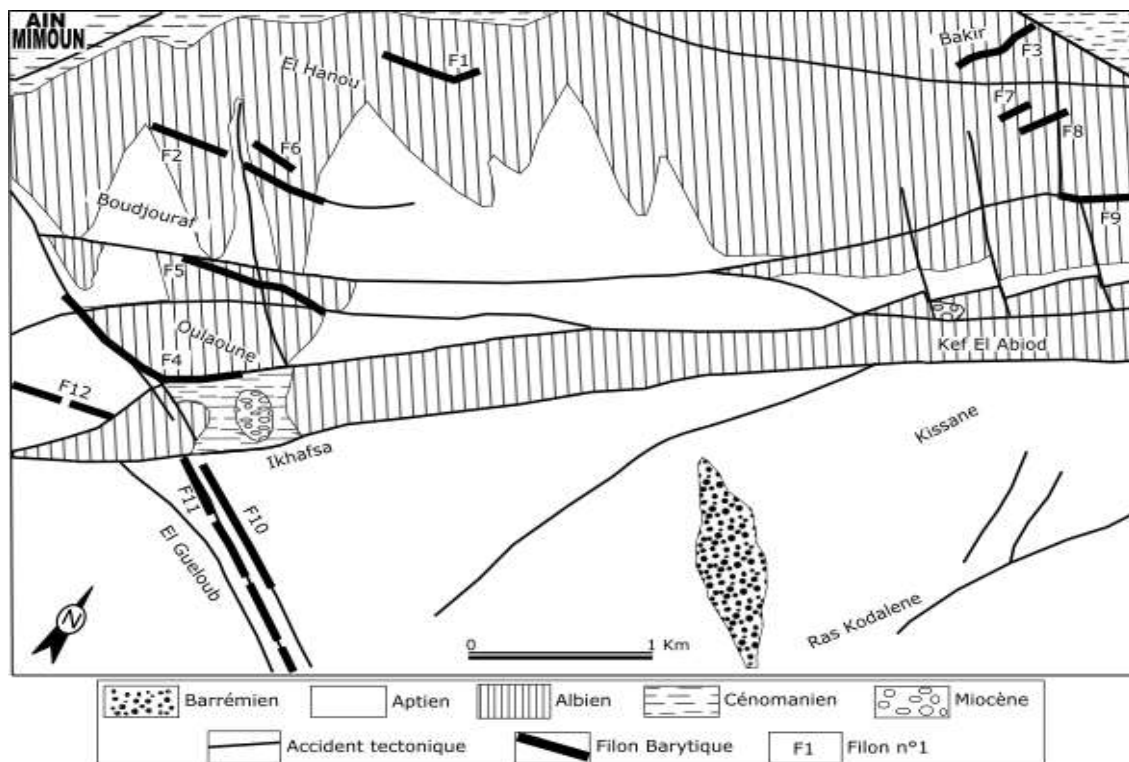 AIN
MIMOUN
El Hanou
F1
Bakir
F3
F7
F8
F2
F6
Boudjouraf
F9
F5
Oulaoune
F4
Kef El Abiod
F12
Ikhafsa
Kissane
F11
F10
El Gueloub
N
Ras Kodalene
0 1 Km
Barrémien Aptien Albien Cénomanien Miocène
Accident tectonique Filon Barytique F1 Filon n°1